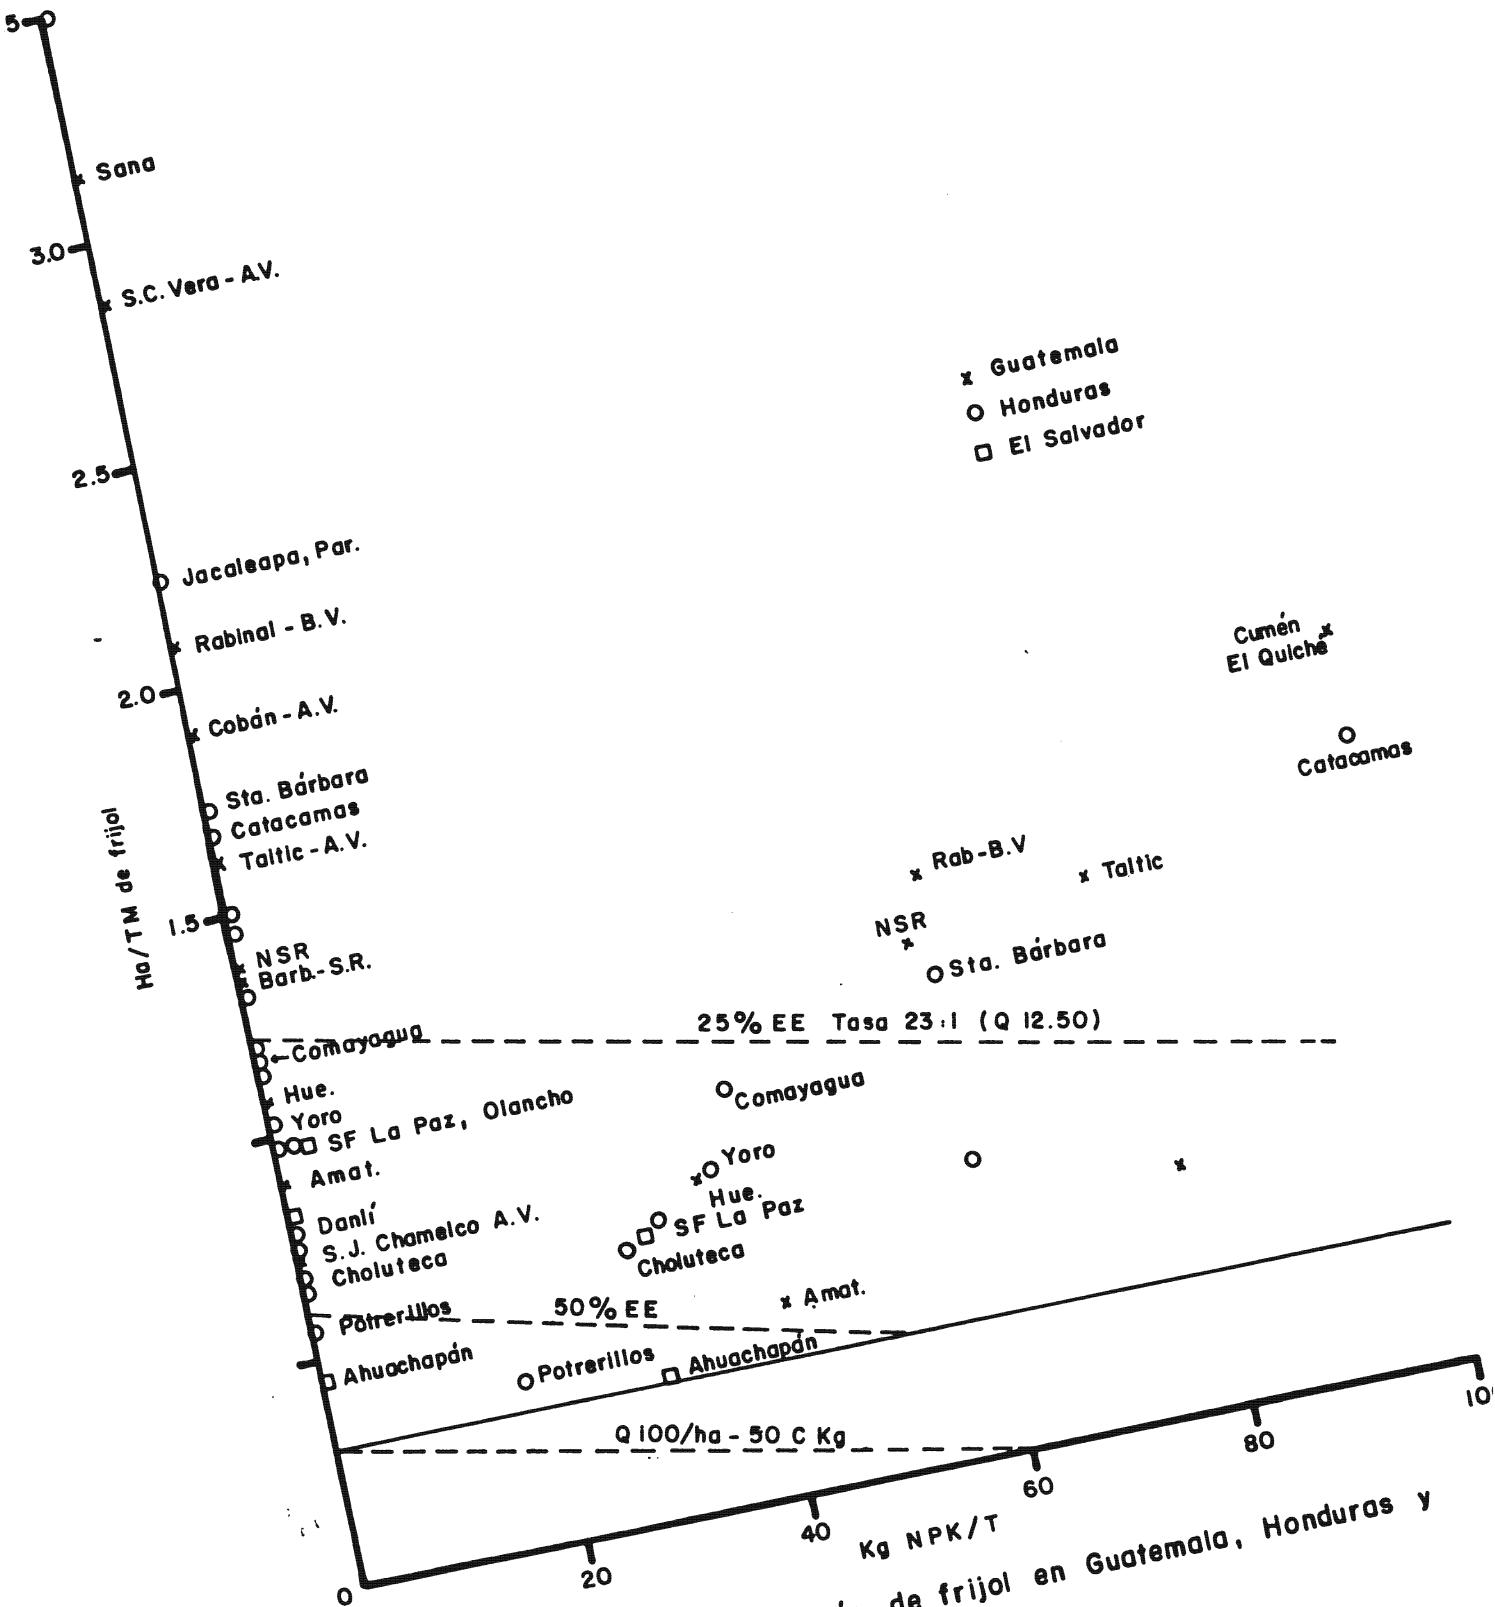 5
Sana
3.0
S.C. Vera - A.V.
x Guatemala
O Honduras
□ El Salvador
2.5
Jacaleapa, Par.
Rabinal - B.V.
Cumén
El Quiché
2.0
Cobán - A.V.
Catacamas
Sta. Bárbara
Catacamas
Taltic - A.V.
Rab-B.V
Taltic
Ha/TM de frijol
1.5
NSR
NSR
Barb.-S.R.
Sta. Bárbara
25% EE Tasa 23:1 (Q 12.50)
Comayagua
Hue.
Comayagua
Yoro
SF La Paz, Olancho
Yoro
Amat.
Hue.
SF La Paz
Danlí
S.J. Chamelco A.V.
Choluteca
Choluteca
Amat.
50% EE
Potrerillos
Ahuachapán
Potrerillos
Ahuachapán
Q 100/ha - 50 C Kg
0
20
40
60
80
Kg NPK/T
de frijol en Guatemala, Honduras y